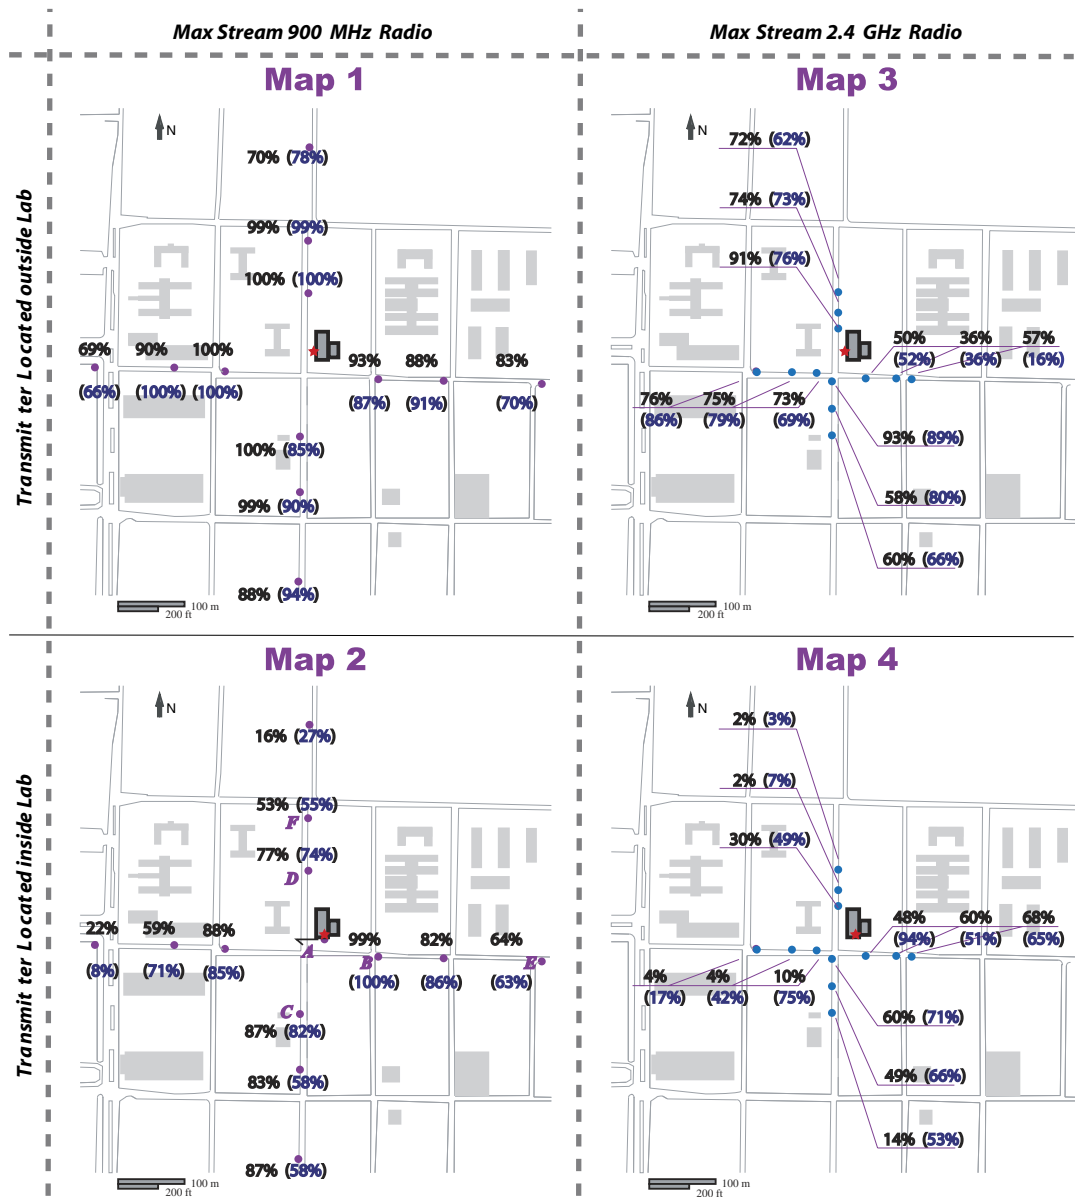 Max Stream 900 MHz Radio
Max Stream 2.4 GHz Radio
Transmit ter Located outside Lab
Map 1
N
70% (78%)
99% (99%)
100% (100%)
69% 90% 100%
(66%) (100%) (100%)
93% 88% 83%
(87%) (91%) (70%)
100% (85%)
99% (90%)
88% (94%)
100 m
200 ft
Map 3
N
72% (62%)
74% (73%)
91% (76%)
50% 36% 57%
(52%) (36%) (16%)
76% 75% 73%
(86%) (79%) (69%)
93% (89%)
58% (80%)
60% (66%)
100 m
200 ft
Transmit ter Located inside Lab
Map 2
N
16% (27%)
53% (55%)
F
77% (74%)
D
22% 59% 88%
(8%) (71%) (85%)
A
99% 82% 64%
B
E
(100%) (86%) (63%)
C
87% (82%)
83% (58%)
87% (58%)
100 m
200 ft
Map 4
N
2% (3%)
2% (7%)
30% (49%)
48% 60% 68%
(94%) (51%) (65%)
4% 4% 10%
(17%) (42%) (75%)
60% (71%)
49% (66%)
14% (53%)
100 m
200 ft